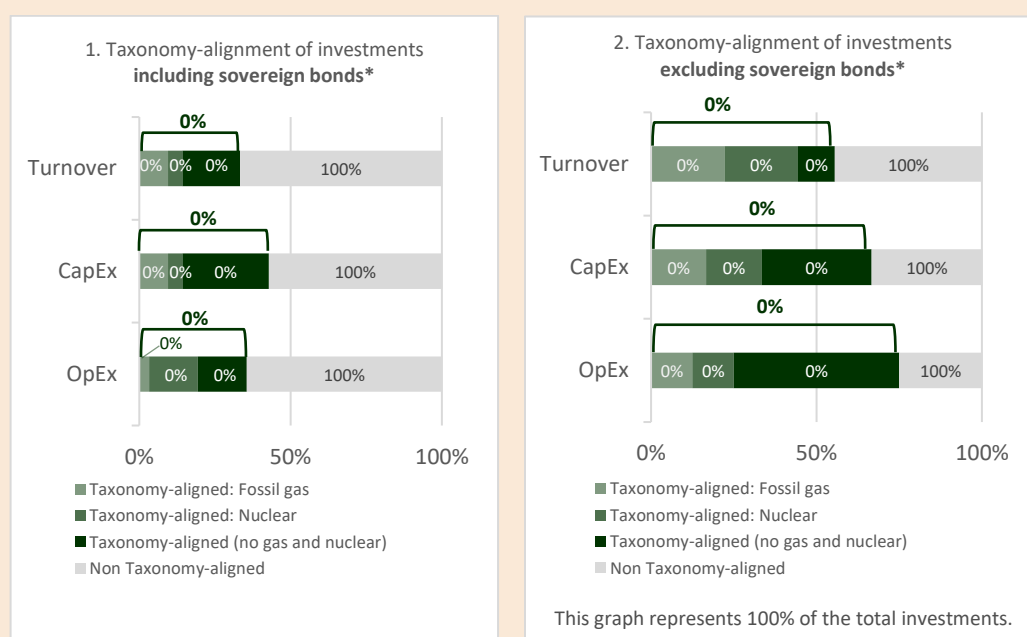 1. Taxonomy-alignment of investments
including sovereign bonds*
0%
Turnover
0% 0% 0% 100%
0%
CapEx
0% 0% 0% 100%
0%
0%
OpEx
0% 0% 100%
0% 50% 100%
Taxonomy-aligned: Fossil gas
Taxonomy-aligned: Nuclear
Taxonomy-aligned (no gas and nuclear)
Non Taxonomy-aligned
2. Taxonomy-alignment of investments
excluding sovereign bonds*
0%
Turnover
0% 0% 0% 100%
0%
CapEx
0% 0% 0% 100%
0%
OpEx
0% 0% 0% 100%
0% 50% 100%
Taxonomy-aligned: Fossil gas
Taxonomy-aligned: Nuclear
Taxonomy-aligned (no gas and nuclear)
Non Taxonomy-aligned
This graph represents 100% of the total investments.